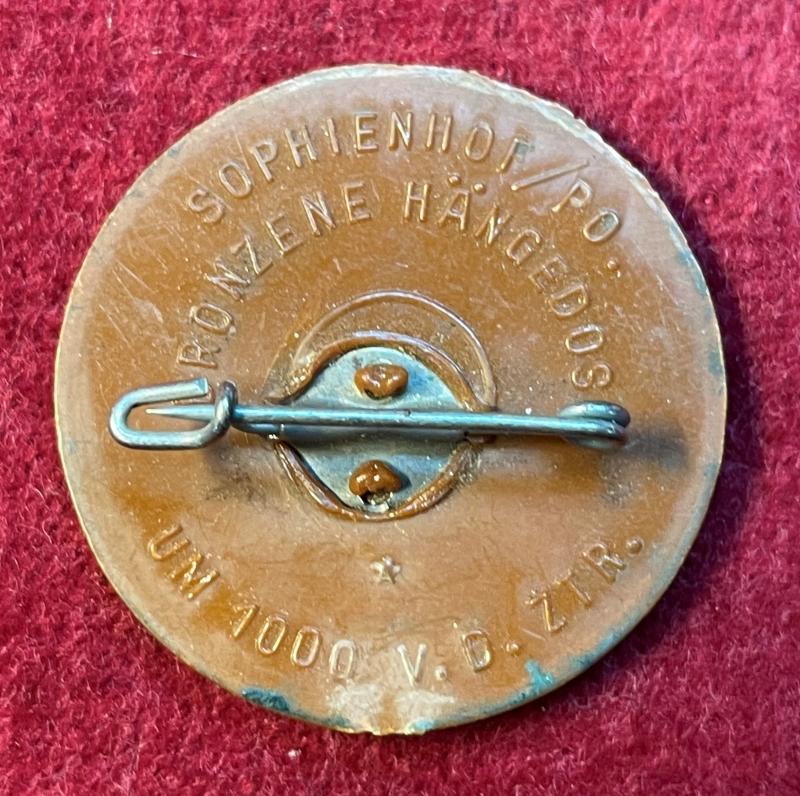 SOPHIENHOF/PO.
RONZENE HÄNGEDOS
UM 1000 V. D. ZTR.